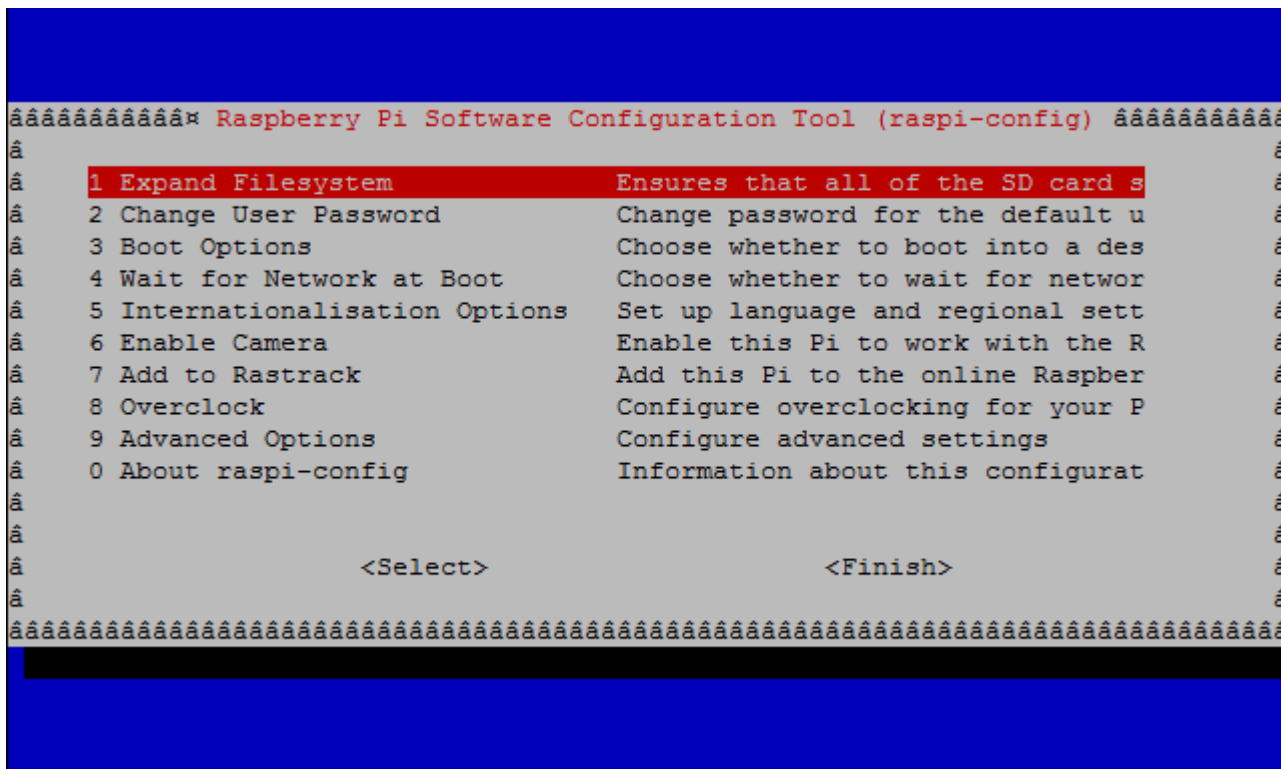 âââââââââââ¤ Raspberry Pi Software Configuration Tool (raspi-config) âââââââââââ
â â
â 1 Expand Filesystem Ensures that all of the SD card s â
â 2 Change User Password Change password for the default u â
â 3 Boot Options Choose whether to boot into a des â
â 4 Wait for Network at Boot Choose whether to wait for networ â
â 5 Internationalisation Options Set up language and regional sett â
â 6 Enable Camera Enable this Pi to work with the R â
â 7 Add to Rastrack Add this Pi to the online Raspber â
â 8 Overclock Configure overclocking for your P â
â 9 Advanced Options Configure advanced settings â
â 0 About raspi-config Information about this configurat â
â â
â â
â <Select> <Finish> â
â â
ââââââââââââââââââââââââââââââââââââââââââââââââââââââââââââââââââââââââââââââââ